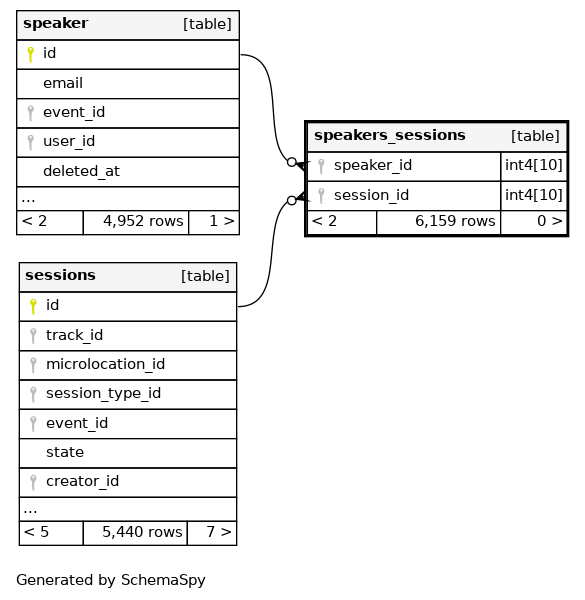 speaker [table]
id
email
event_id
user_id
deleted_at
...
< 2 4,952 rows 1 >
speakers_sessions [table]
speaker_id int4[10]
session_id int4[10]
< 2 6,159 rows 0 >
sessions [table]
id
track_id
microlocation_id
session_type_id
event_id
state
creator_id
...
< 5 5,440 rows 7 >
Generated by SchemaSpy